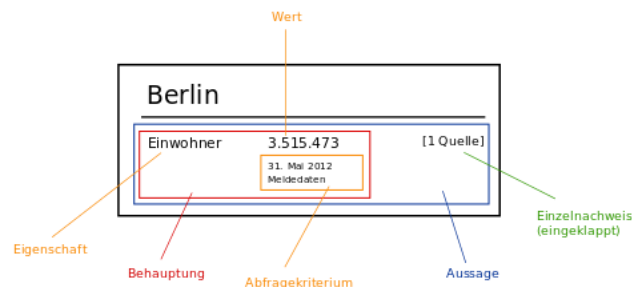 Wert
Berlin
Einwohner 3.515.473 [1 Quelle]
31. Mai 2012
Meldedaten
Einzelnachweis
(eingeklappt)
Eigenschaft
Behauptung
Aussage
Abfragekriterium